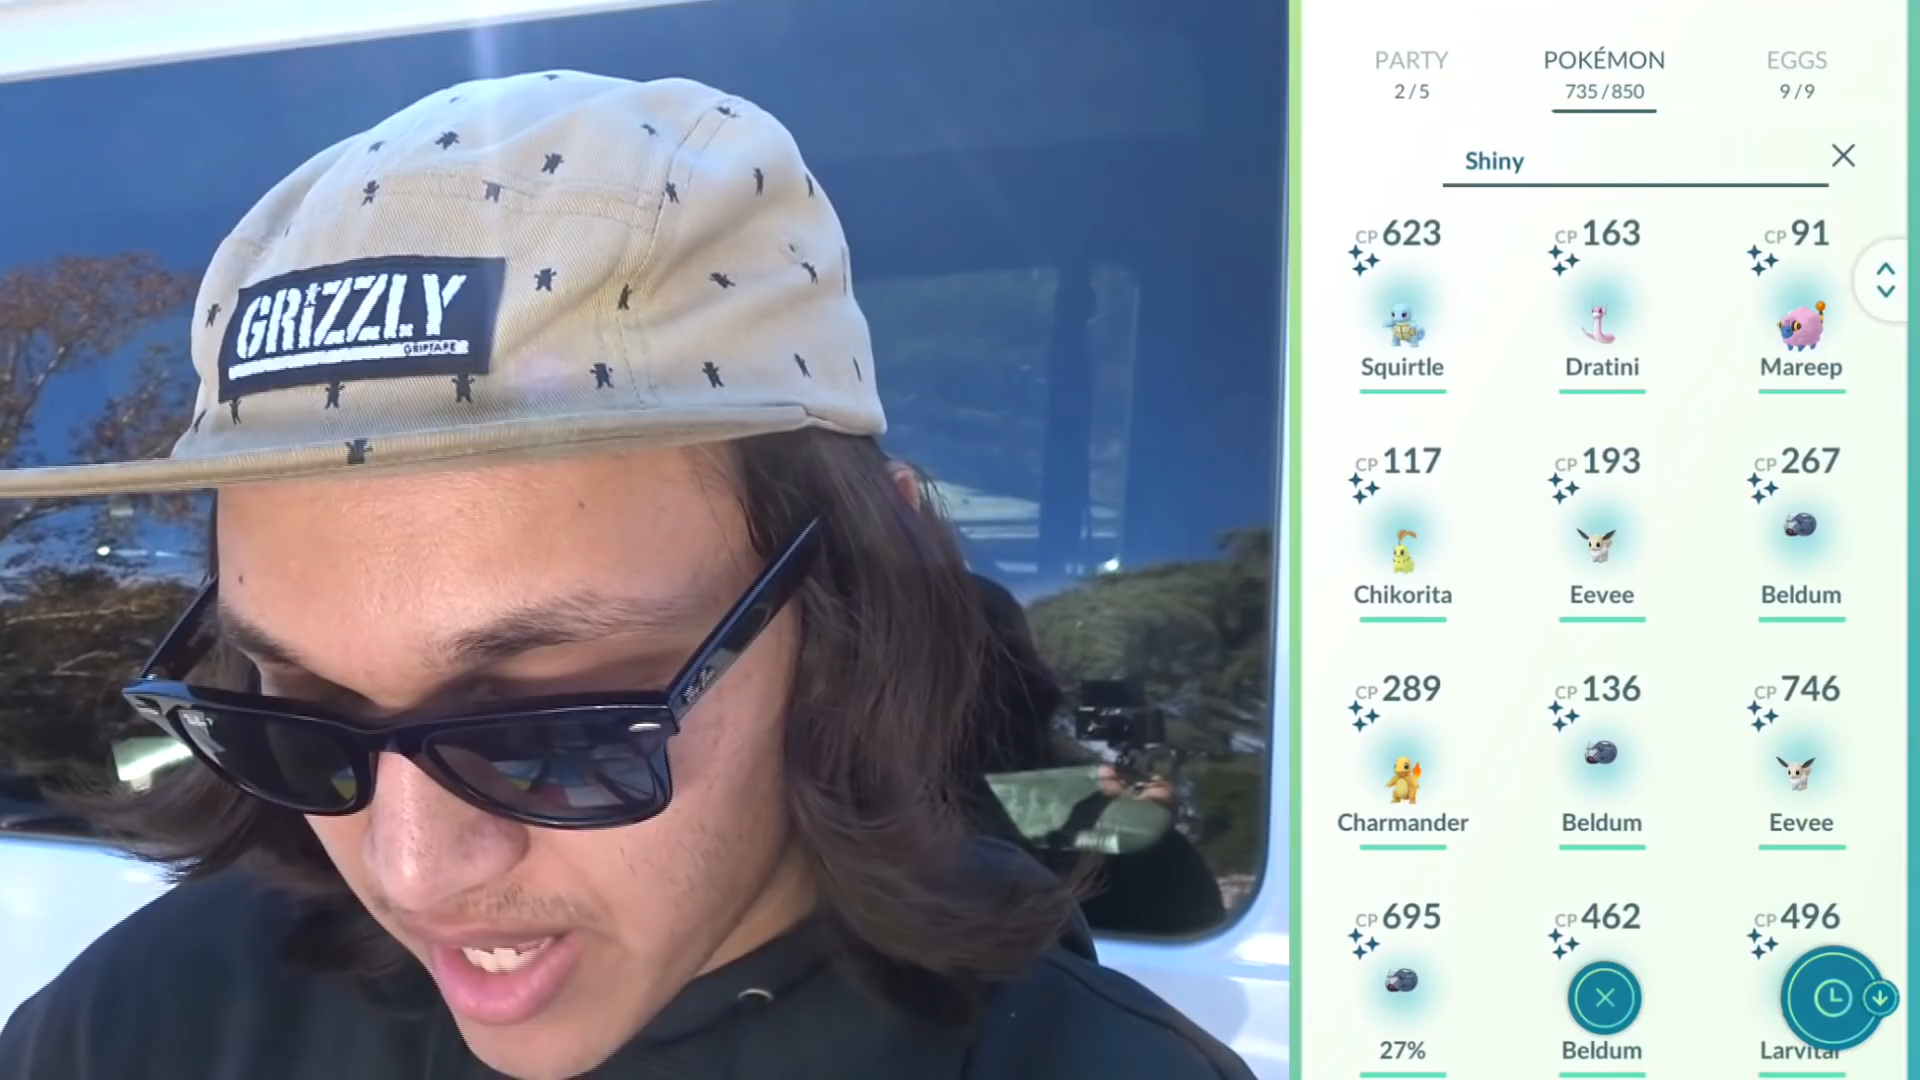 GRiZZLY
GRIPTAPE
PARTY
2/5
POKÉMON
735/850
EGGS
9/9
Shiny
CP 623
CP 163
CP 91
Squirtle
Dratini
Mareep
CP 117
CP 193
CP 267
Chikorita
Eevee
Beldum
CP 289
CP 136
CP 746
Charmander
Beldum
Eevee
CP 695
CP 462
CP 496
27%
Beldum
Larvitar